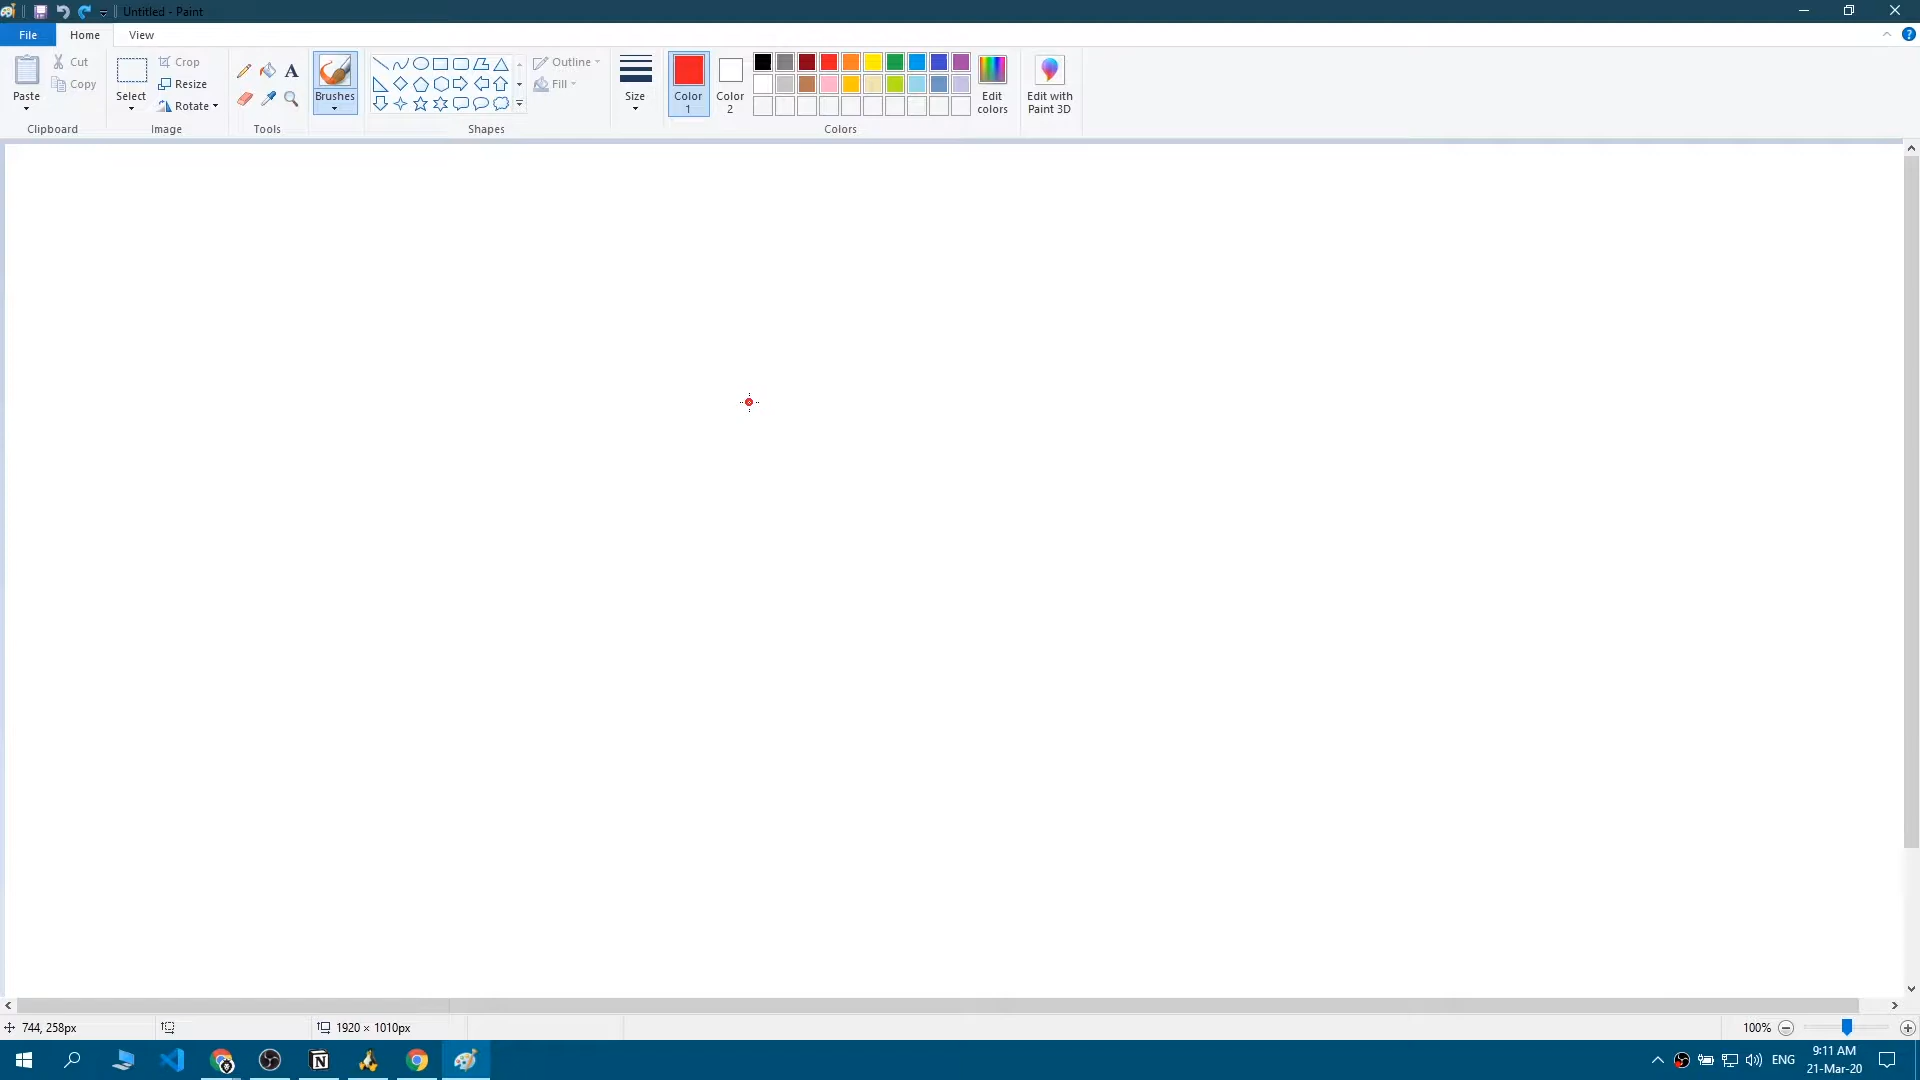 Untitled - Paint
File Home View
Paste
Cut
Copy
Clipboard
Select
Crop
Resize
Rotate
Image
A
Tools
Brushes
Shapes
Outline
Fill
Size
Color 1
Color 2
Edit colors
Colors
Edit with Paint 3D
744, 258px
1920 × 1010px
100%
ENG
9:11 AM
21-Mar-20